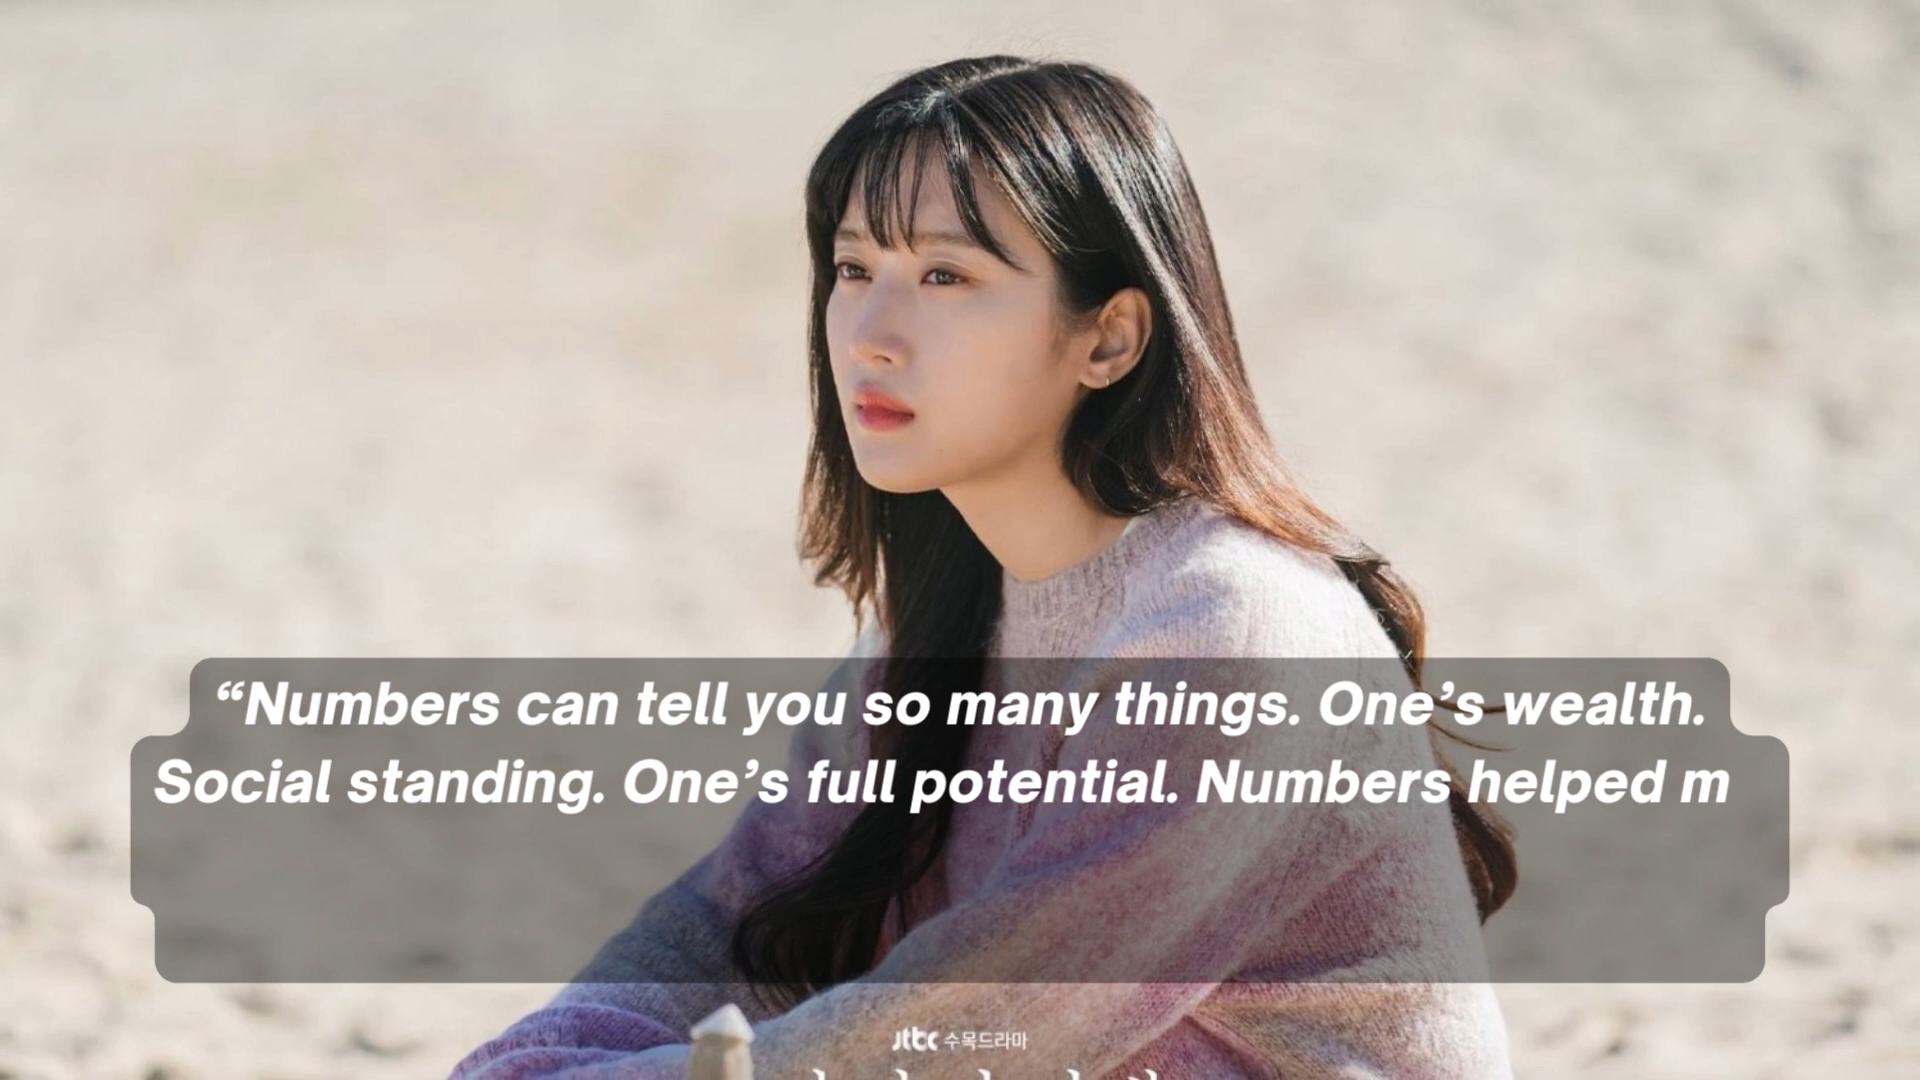 “Numbers can tell you so many things. One’s wealth.
Social standing. One’s full potential. Numbers helped m
jtbc 수목드라마